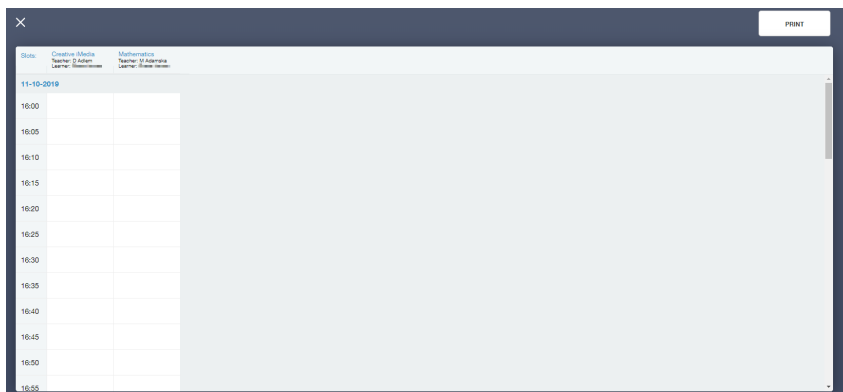 PRINT
Slots:
Creative iMedia
Teacher: D Adlem
Learner:
Mathematics
Teacher: M Adamska
Learner:
11-10-2019
16:00
16:05
16:10
16:15
16:20
16:25
16:30
16:35
16:40
16:45
16:50
16:55